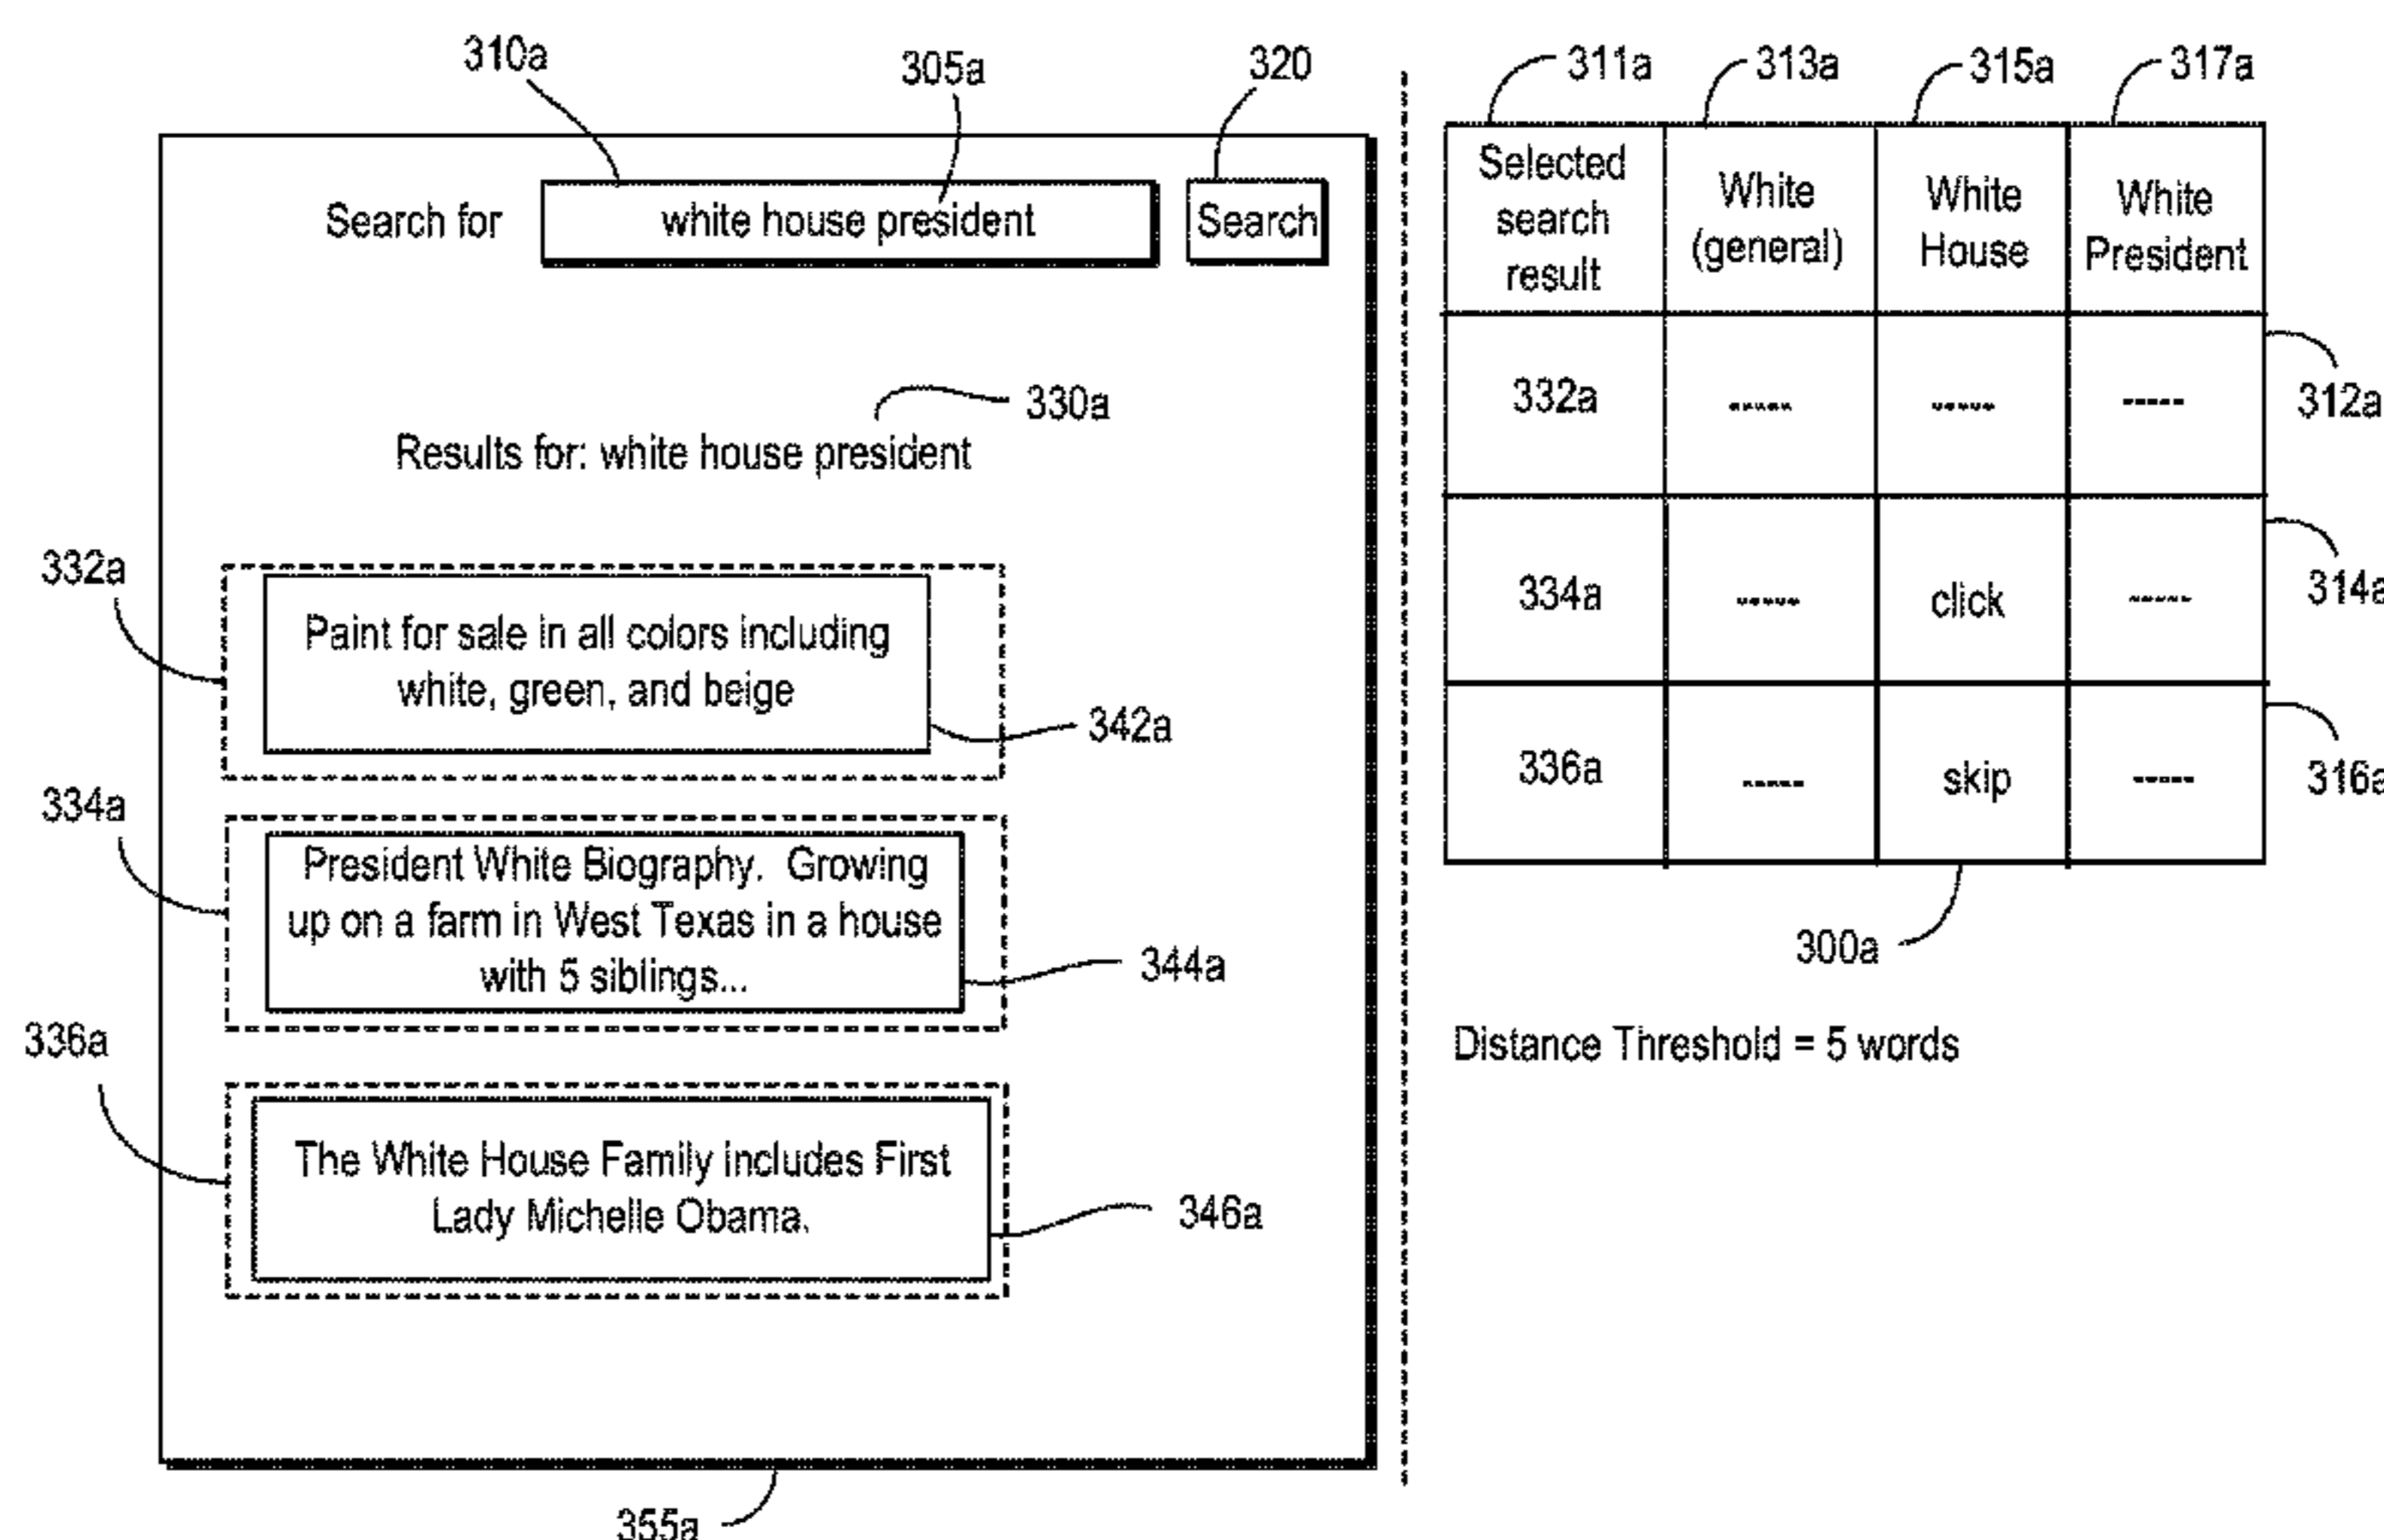 310a
305a
320
Search for
white house president
Search
330a
Results for: white house president
332a
Paint for sale in all colors including
white, green, and beige
342a
334a
President White Biography. Growing
up on a farm in West Texas in a house
with 5 siblings...
344a
336a
The White House Family includes First
Lady Michelle Obama.
346a
355a
311a
313a
315a
317a
Selected
search
result
White
(general)
White
House
White
President
332a
-----
-----
-----
312a
334a
-----
click
-----
314a
336a
-----
skip
-----
316a
300a
Distance Threshold = 5 words